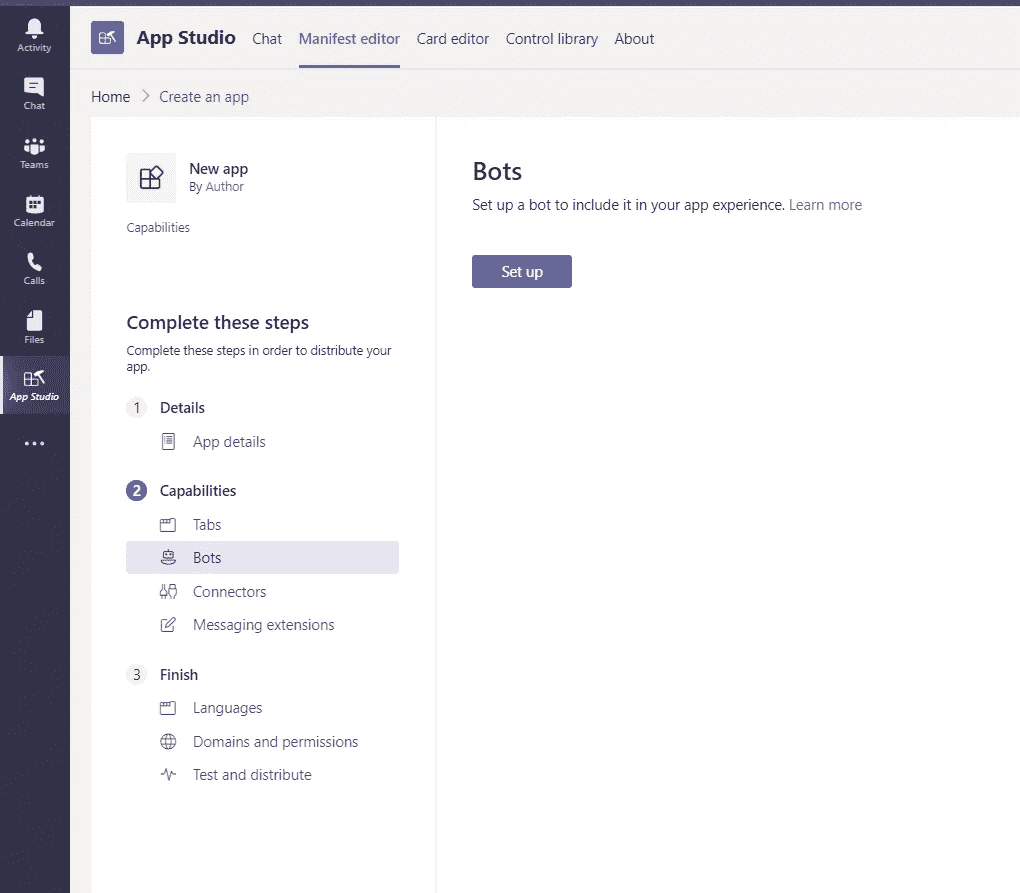 Activity
Chat
Teams
Calendar
Calls
Files
App Studio
App Studio Chat Manifest editor Card editor Control library About
Home > Create an app
New app
By Author
Capabilities
Complete these steps
Complete these steps in order to distribute your
app.
1 Details
App details
2 Capabilities
Tabs
Bots
Connectors
Messaging extensions
3 Finish
Languages
Domains and permissions
Test and distribute
Bots
Set up a bot to include it in your app experience. Learn more
Set up